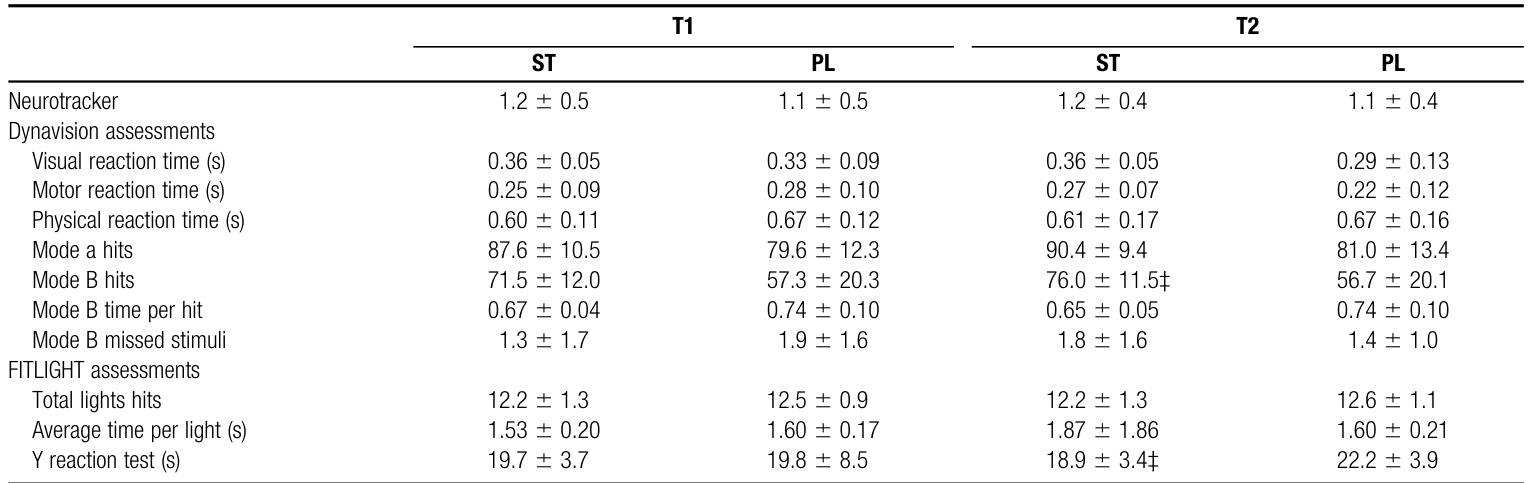 T1 T2
ST PL ST PL
Neurotracker 1.2 ± 0.5 1.1 ± 0.5 1.2 ± 0.4 1.1 ± 0.4
Dynavision assessments
Visual reaction time (s) 0.36 ± 0.05 0.33 ± 0.09 0.36 ± 0.05 0.29 ± 0.13
Motor reaction time (s) 0.25 ± 0.09 0.28 ± 0.10 0.27 ± 0.07 0.22 ± 0.12
Physical reaction time (s) 0.60 ± 0.11 0.67 ± 0.12 0.61 ± 0.17 0.67 ± 0.16
Mode a hits 87.6 ± 10.5 79.6 ± 12.3 90.4 ± 9.4 81.0 ± 13.4
Mode B hits 71.5 ± 12.0 57.3 ± 20.3 76.0 ± 11.5‡ 56.7 ± 20.1
Mode B time per hit 0.67 ± 0.04 0.74 ± 0.10 0.65 ± 0.05 0.74 ± 0.10
Mode B missed stimuli 1.3 ± 1.7 1.9 ± 1.6 1.8 ± 1.6 1.4 ± 1.0
FITLIGHT assessments
Total lights hits 12.2 ± 1.3 12.5 ± 0.9 12.2 ± 1.3 12.6 ± 1.1
Average time per light (s) 1.53 ± 0.20 1.60 ± 0.17 1.87 ± 1.86 1.60 ± 0.21
Y reaction test (s) 19.7 ± 3.7 19.8 ± 8.5 18.9 ± 3.4‡ 22.2 ± 3.9